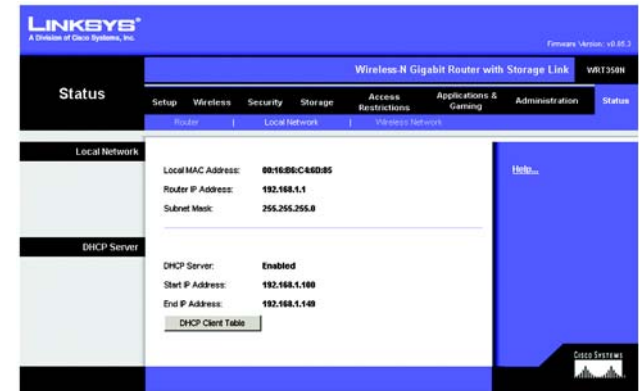 LINKSYS®
A Division of Cisco Systems, Inc.
Firmware Version: v0.85.3
Wireless-N Gigabit Router with Storage Link WRT350N
Status
Setup Wireless Security Storage Access Restrictions Applications & Gaming Administration Status
Router | Local Network | Wireless Network
Local Network
Local MAC Address: 00:16:B6:C4:6D:85
Router IP Address: 192.168.1.1
Subnet Mask: 255.255.255.0
Help...
DHCP Server
DHCP Server: Enabled
Start IP Address: 192.168.1.100
End IP Address: 192.168.1.149
DHCP Client Table
CISCO SYSTEMS